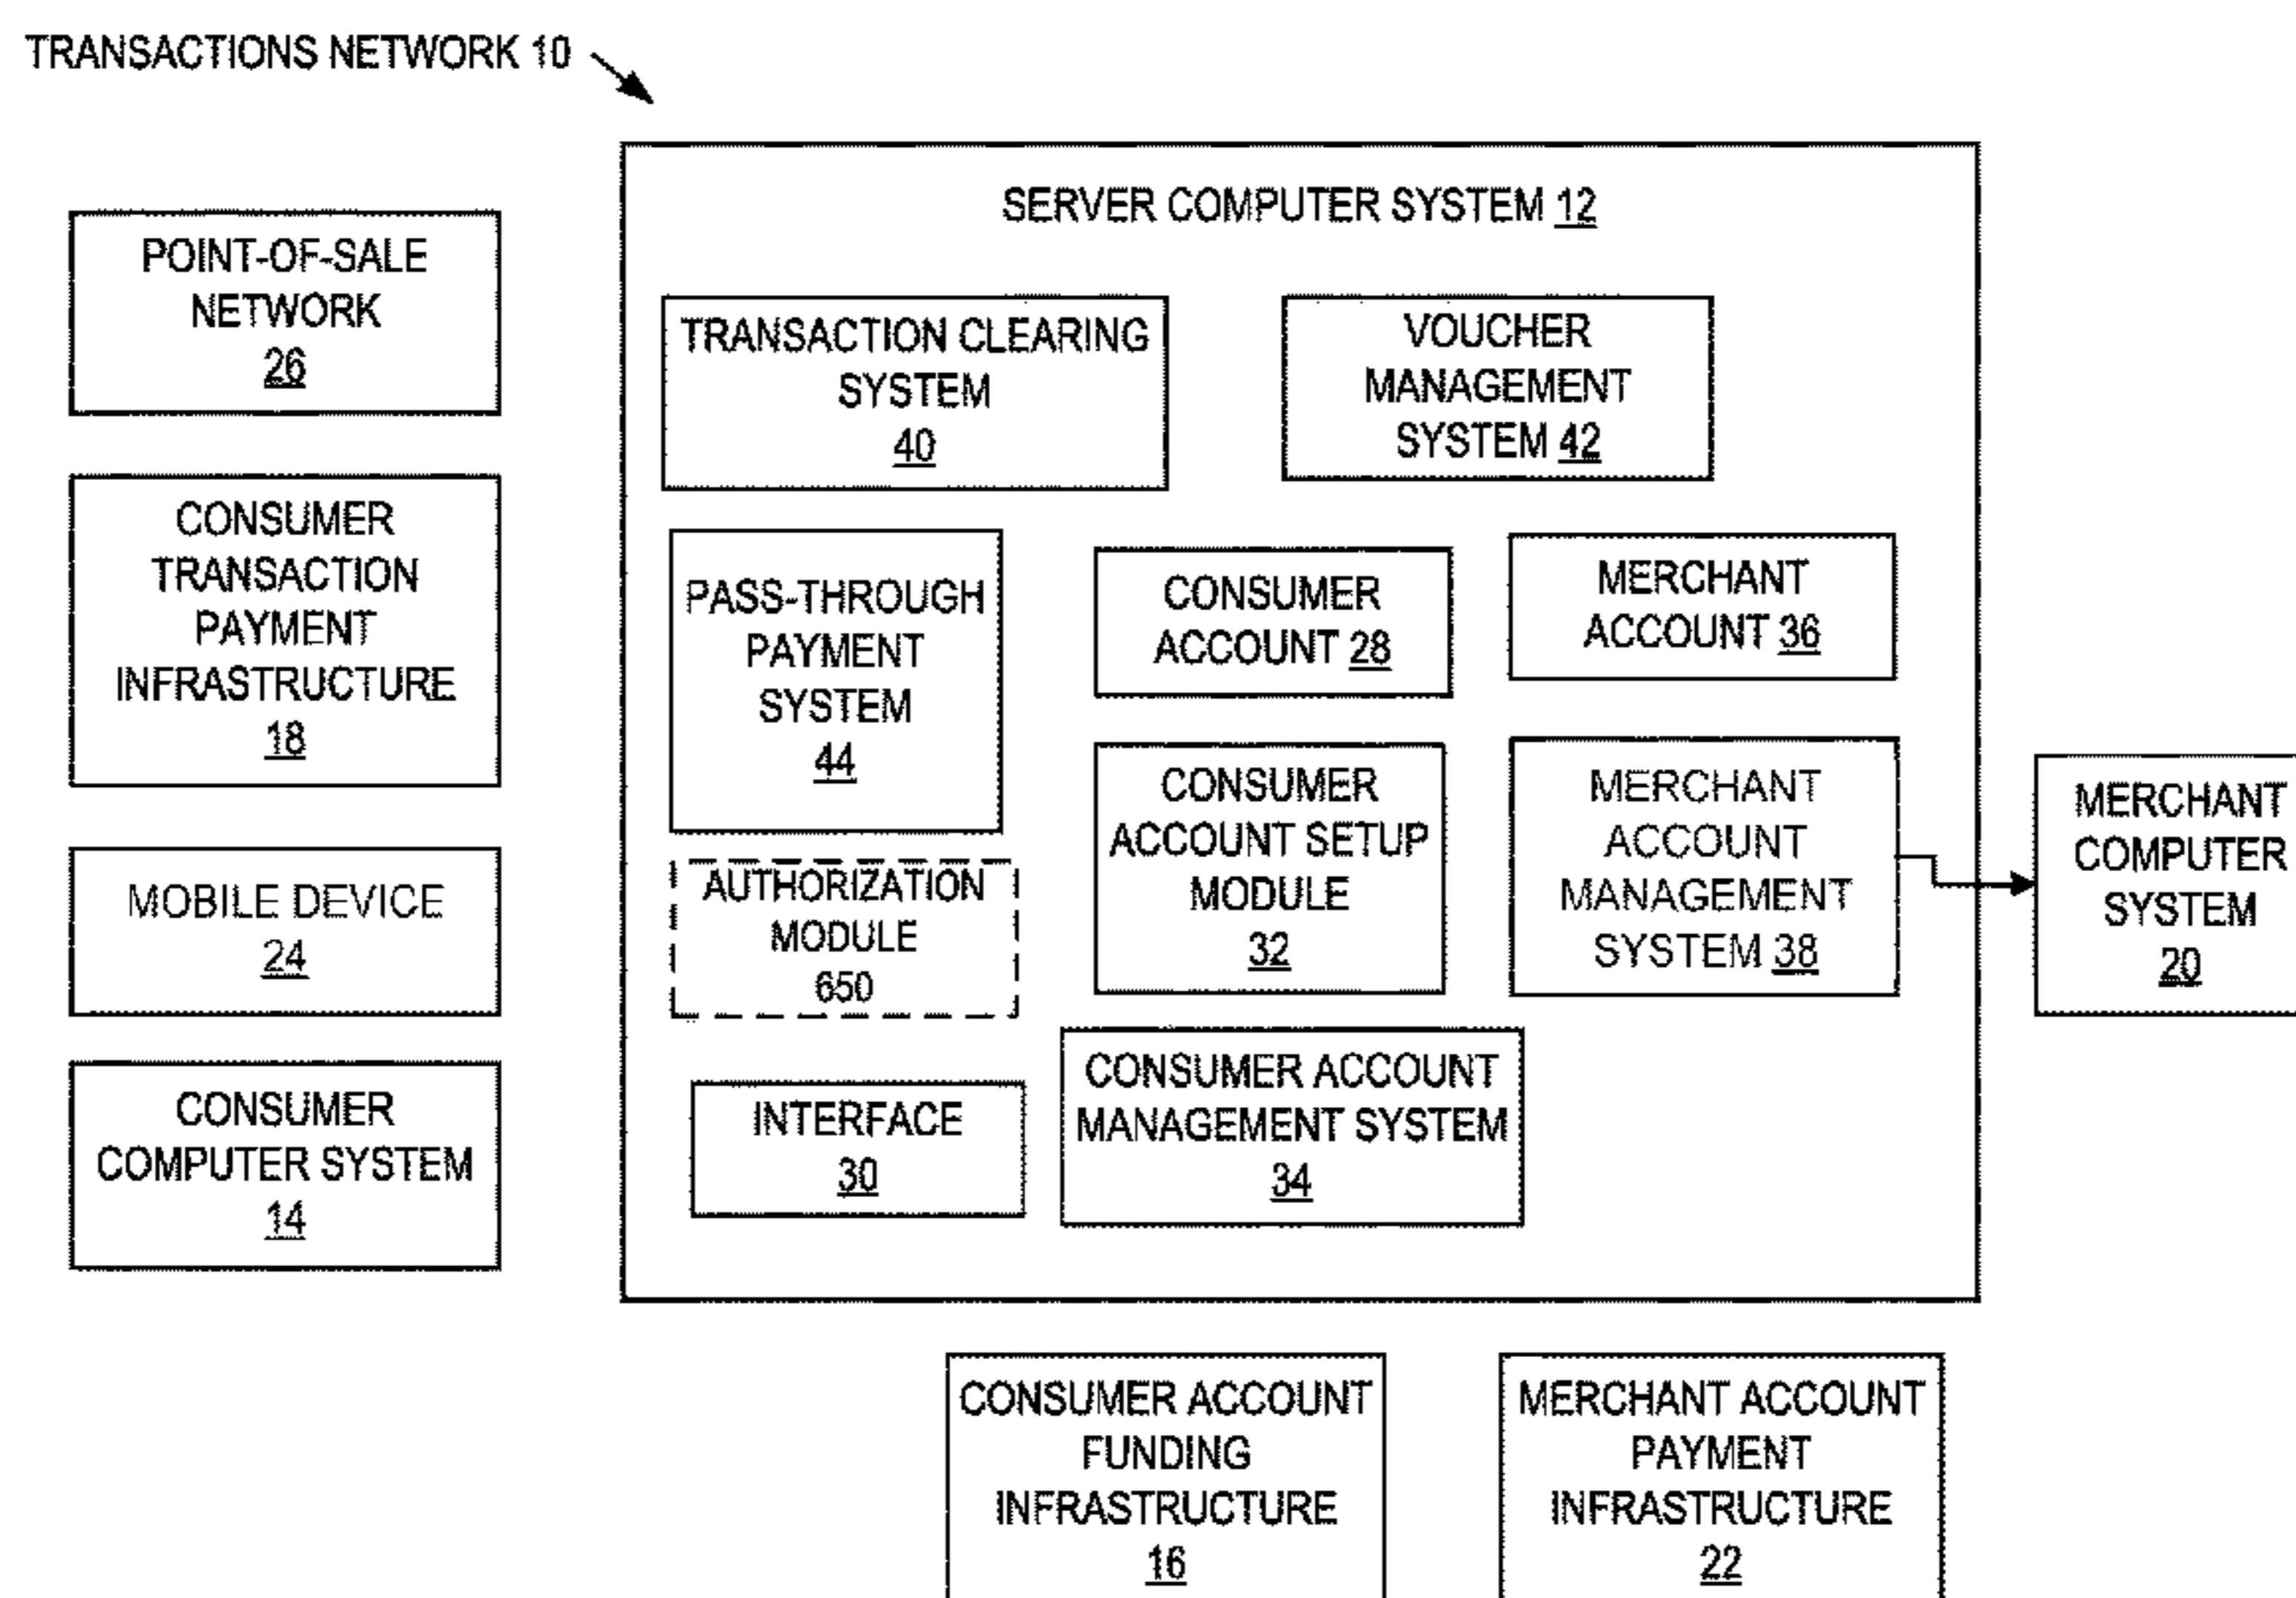 TRANSACTIONS NETWORK 10
POINT-OF-SALE
NETWORK
26
CONSUMER
TRANSACTION
PAYMENT
INFRASTRUCTURE
18
MOBILE DEVICE
24
CONSUMER
COMPUTER SYSTEM
14
SERVER COMPUTER SYSTEM 12
TRANSACTION CLEARING
SYSTEM
40
VOUCHER
MANAGEMENT
SYSTEM 42
PASS-THROUGH
PAYMENT
SYSTEM
44
CONSUMER
ACCOUNT 28
MERCHANT
ACCOUNT 36
AUTHORIZATION
MODULE
650
CONSUMER
ACCOUNT SETUP
MODULE
32
MERCHANT
ACCOUNT
MANAGEMENT
SYSTEM 38
INTERFACE
30
CONSUMER ACCOUNT
MANAGEMENT SYSTEM
34
MERCHANT
COMPUTER
SYSTEM
20
CONSUMER ACCOUNT
FUNDING
INFRASTRUCTURE
16
MERCHANT ACCOUNT
PAYMENT
INFRASTRUCTURE
22